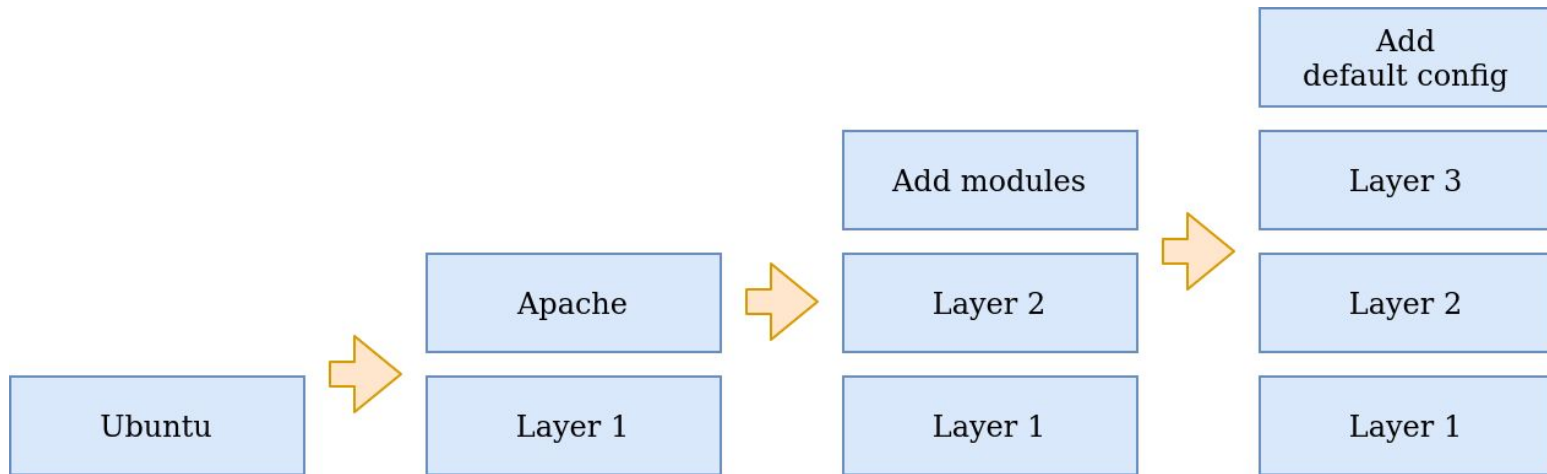 Ubuntu
Apache
Layer 1
Add modules
Layer 2
Layer 1
Add
default config
Layer 3
Layer 2
Layer 1